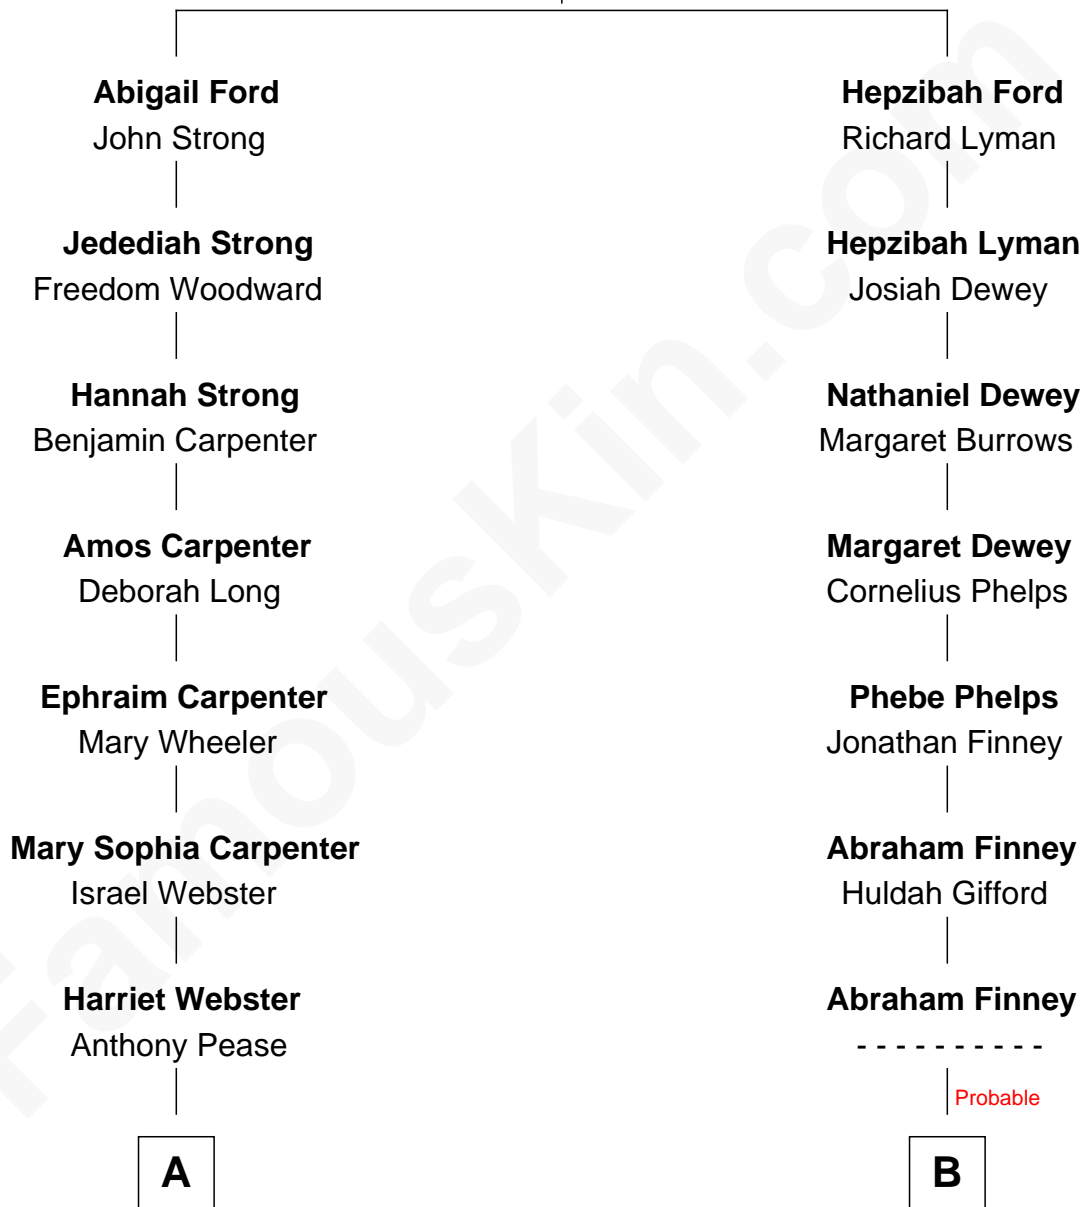 Abigail Ford
John Strong
Jedediah Strong
Freedom Woodward
Hannah Strong
Benjamin Carpenter
Amos Carpenter
Deborah Long
Ephraim Carpenter
Mary Wheeler
Mary Sophia Carpenter
Israel Webster
Harriet Webster
Anthony Pease
A
Hepzibah Ford
Richard Lyman
Hepzibah Lyman
Josiah Dewey
Nathaniel Dewey
Margaret Burrows
Margaret Dewey
Cornelius Phelps
Phebe Phelps
Jonathan Finney
Abraham Finney
Huldah Gifford
Abraham Finney
- - - - - - - - - -
Probable
B
FamousKin.com